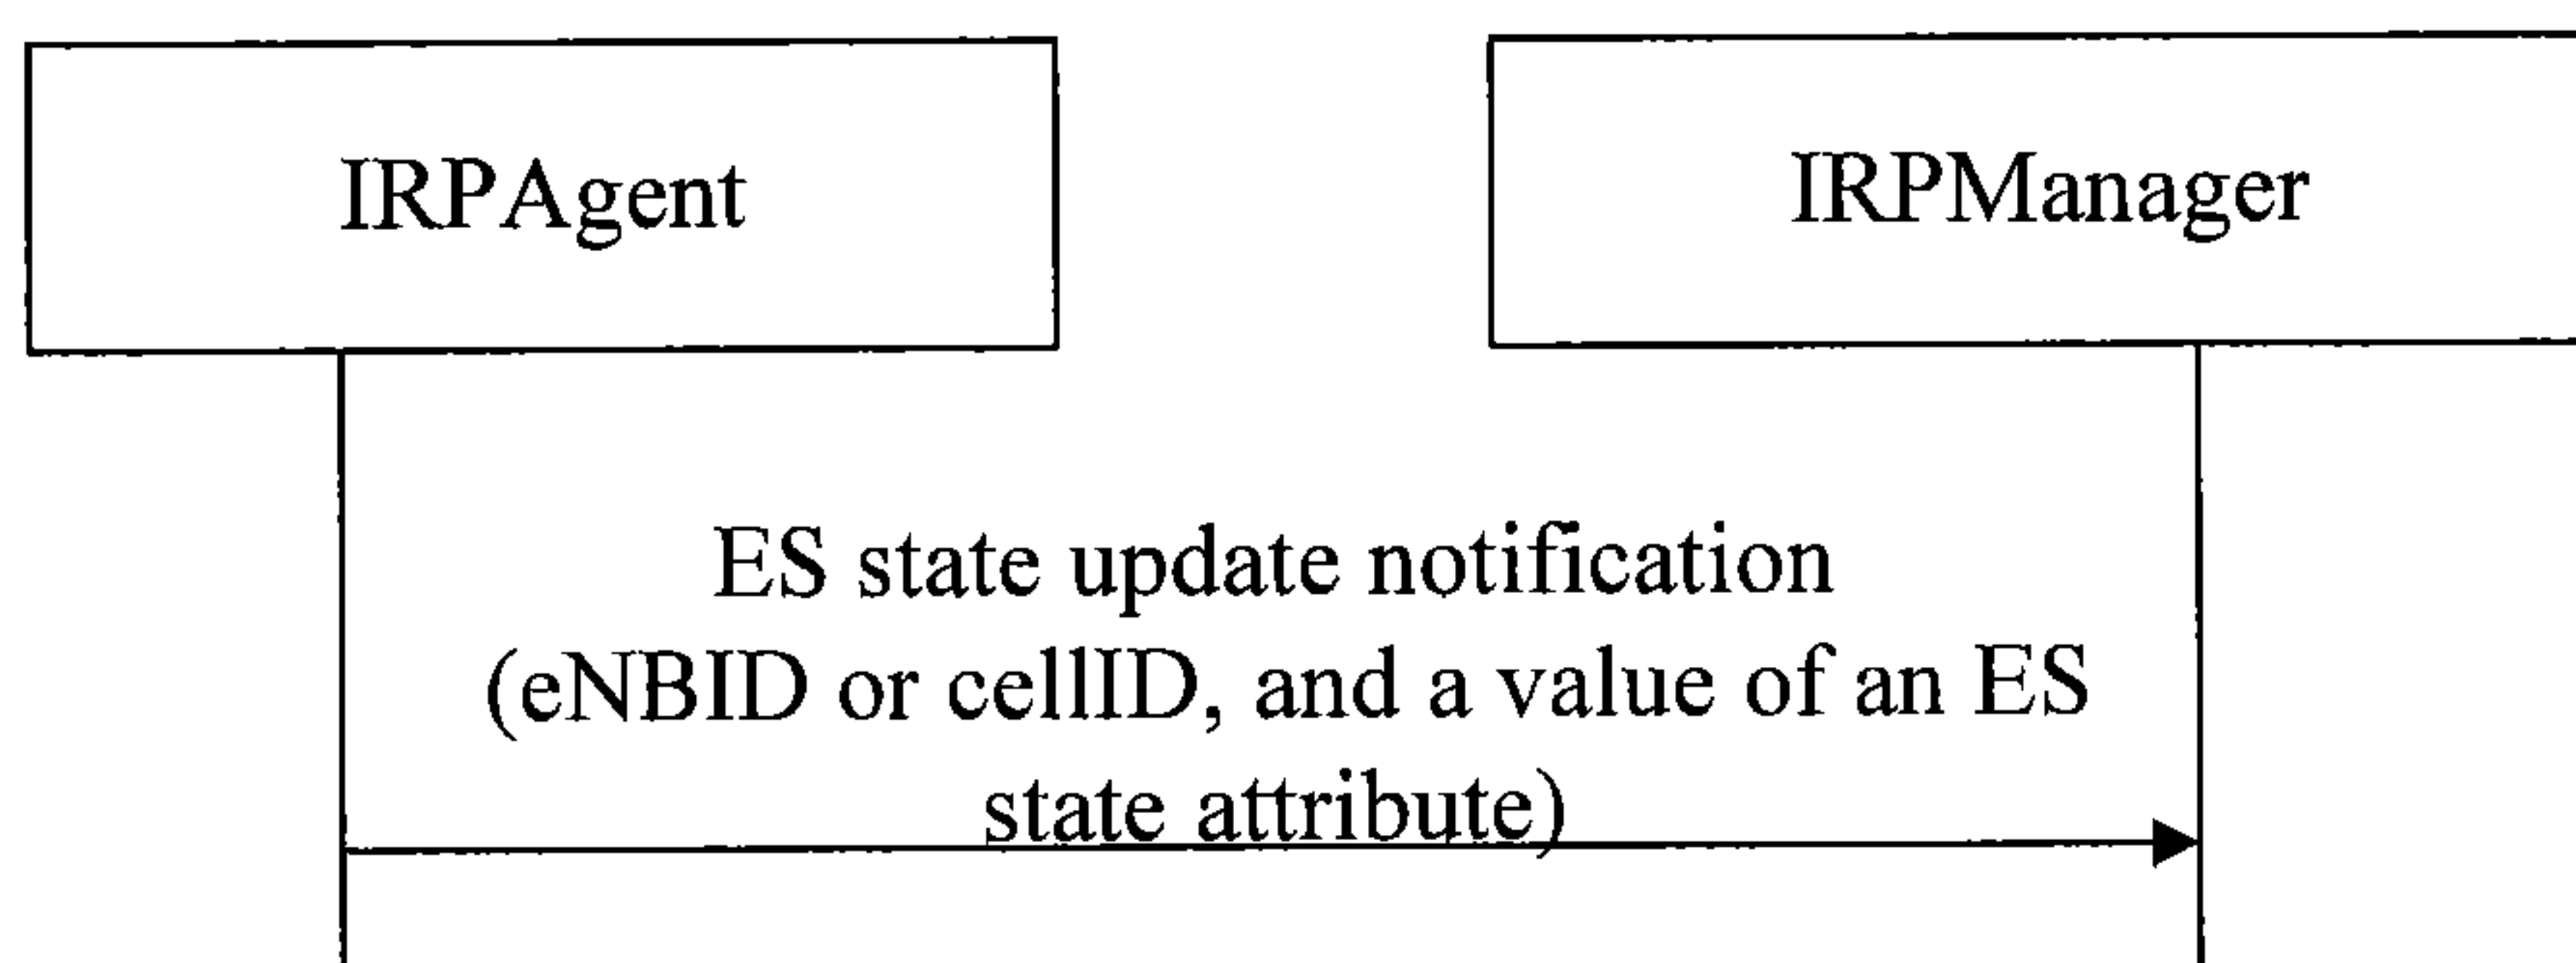 IRPAgent
IRPManager
ES state update notification
(eNBID or cellID, and a value of an ES
state attribute)